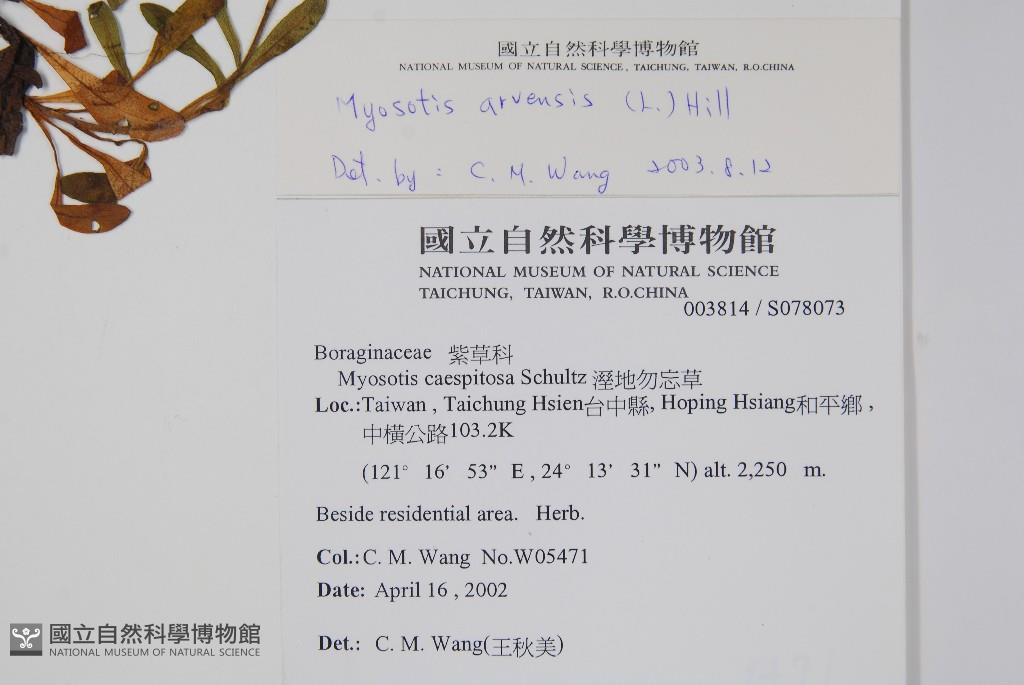 國立自然科學博物館
NATIONAL MUSEUM OF NATURAL SCIENCE, TAICHUNG, TAIWAN, R.O.CHINA
Myosotis arvensis (L.) Hill
Det. by : C. M. Wang 2003.8.12
國立自然科學博物館
NATIONAL MUSEUM OF NATURAL SCIENCE
TAICHUNG, TAIWAN, R.O.CHINA
003814 / S078073
Boraginaceae 紫草科
Myosotis caespitosa Schultz 溼地勿忘草
Loc.:Taiwan , Taichung Hsien台中縣, Hoping Hsiang和平鄉 ,
中橫公路103.2K
(121° 16' 53" E , 24° 13' 31" N) alt. 2,250 m.
Beside residential area. Herb.
Col.: C. M. Wang No.W05471
Date: April 16 , 2002
Det.: C. M. Wang(王秋美)
國立自然科學博物館
NATIONAL MUSEUM OF NATURAL SCIENCE